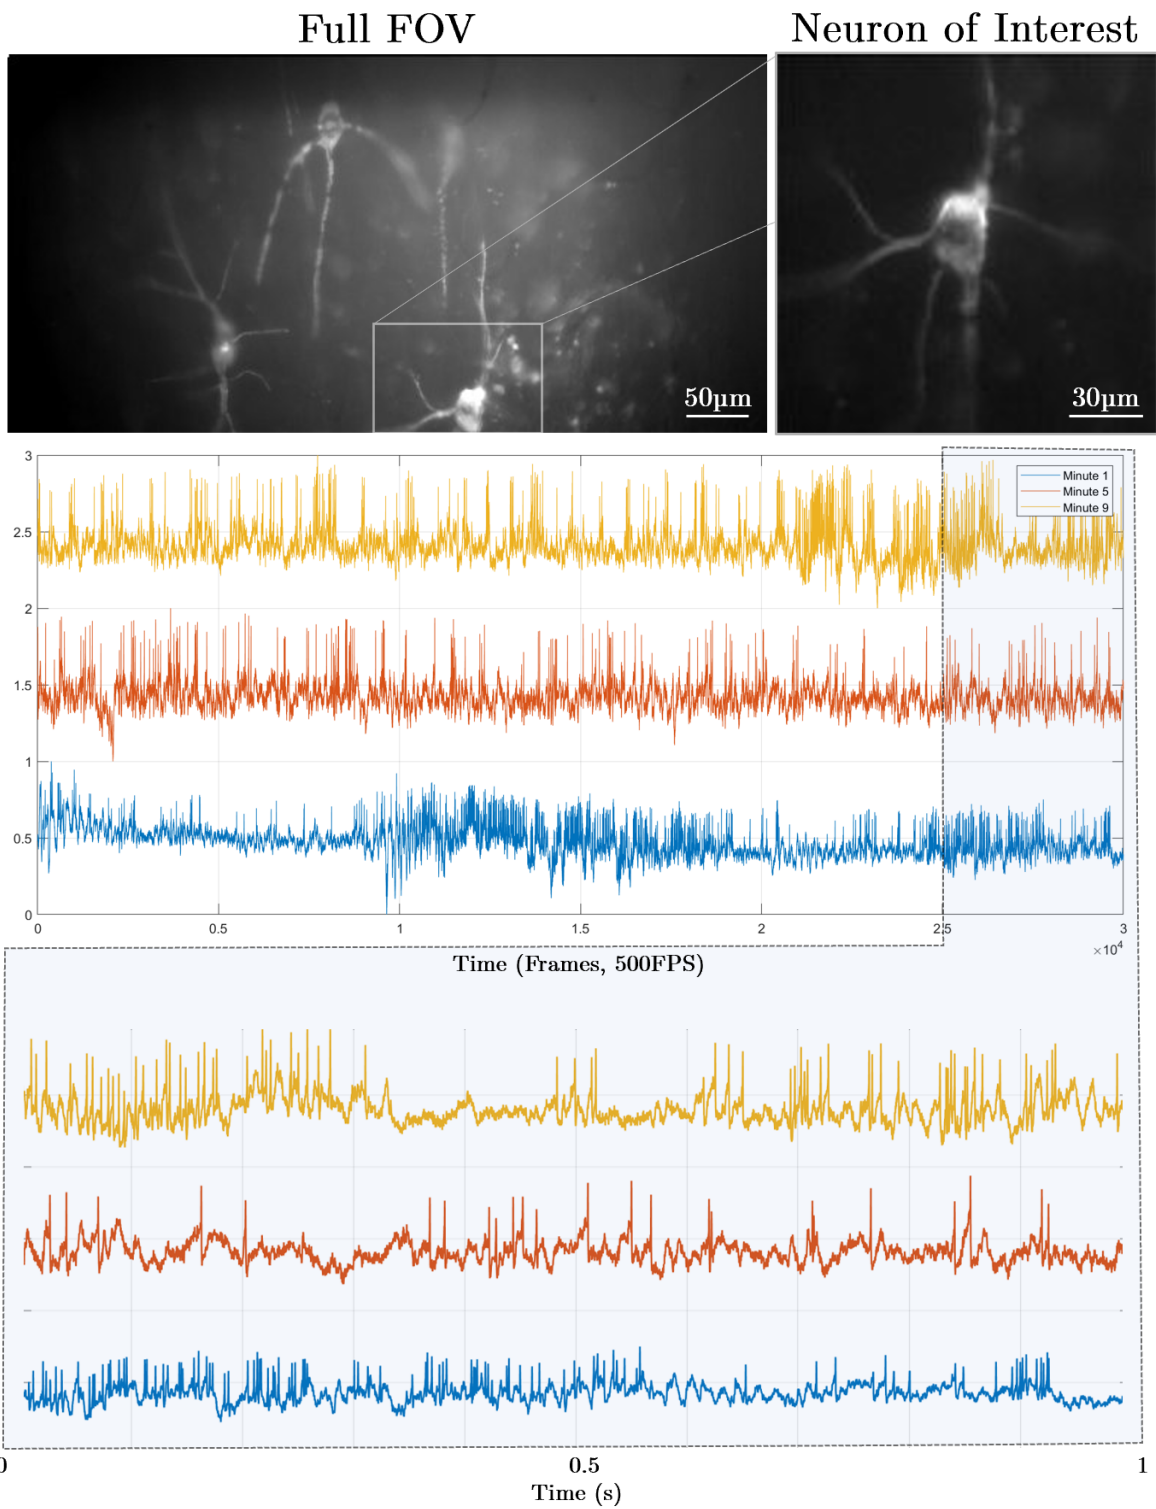 Full FOV
Neuron of Interest
50μm
30μm
3
2.5
2
1.5
1
0.5
0
Minute 1
Minute 5
Minute 9
0 0.5 1 1.5 2 2.5 3
×10⁴
Time (Frames, 500FPS)
0 0.5 1
Time (s)